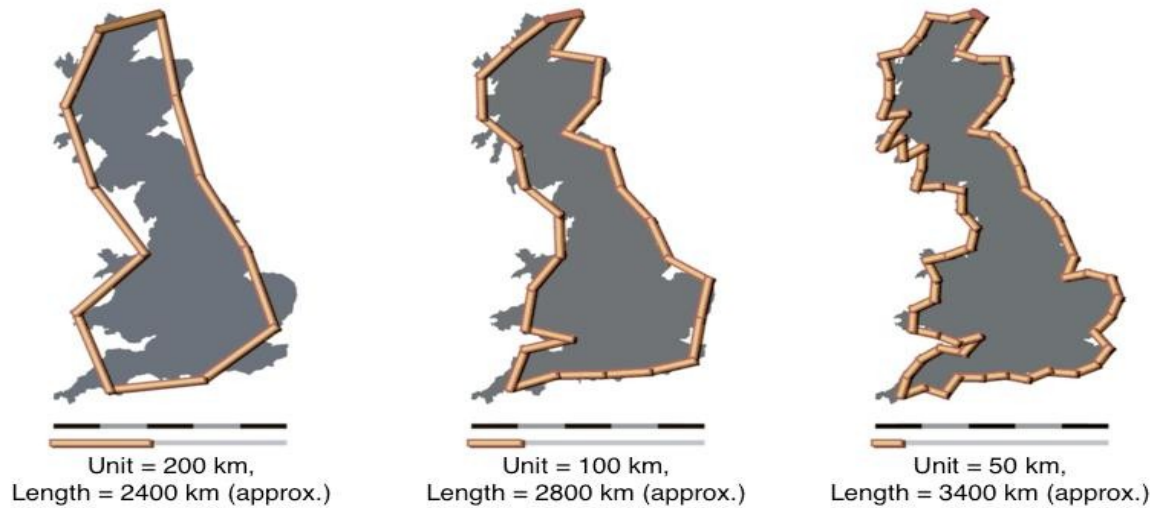 Unit = 200 km,
Length = 2400 km (approx.)
Unit = 100 km,
Length = 2800 km (approx.)
Unit = 50 km,
Length = 3400 km (approx.)